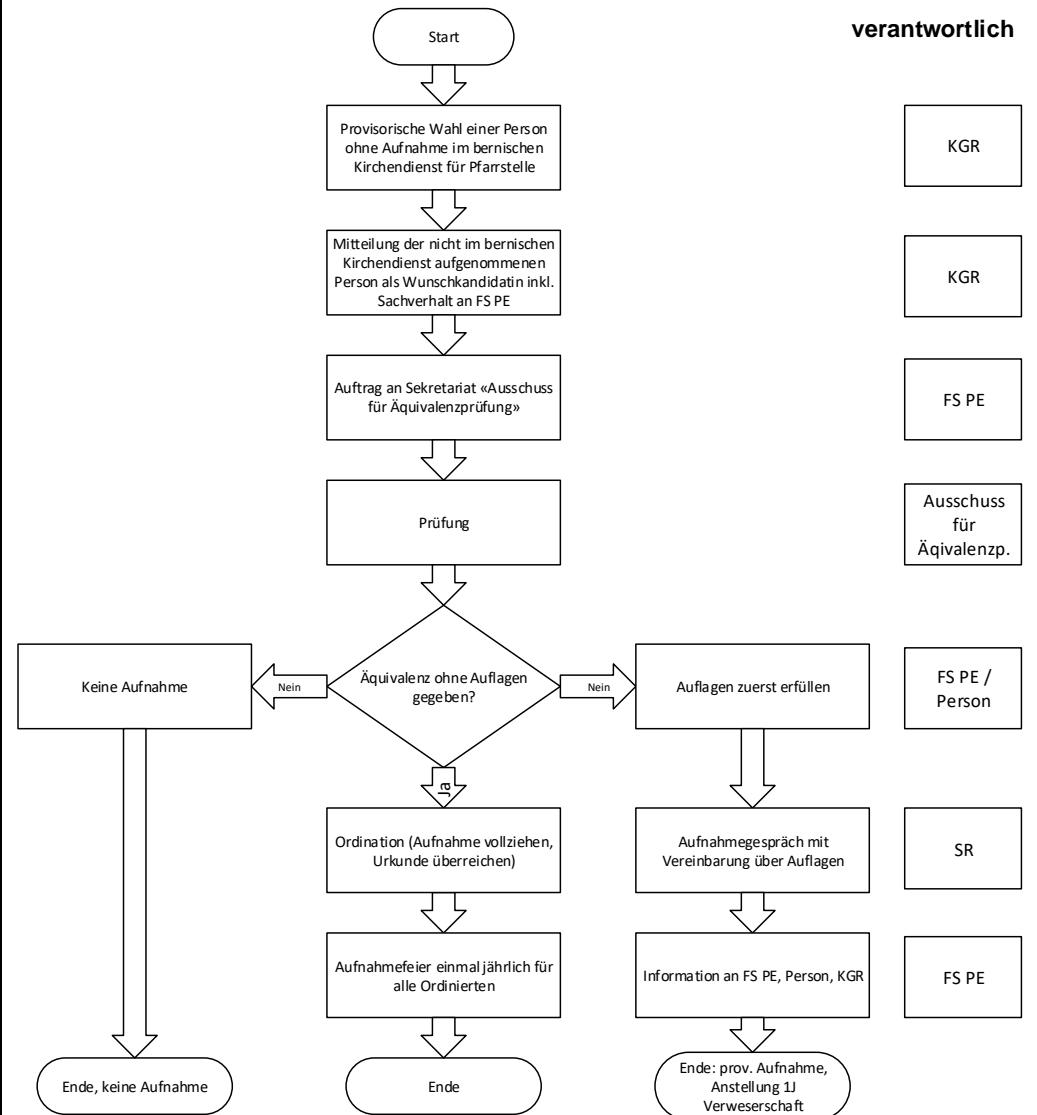 verantwortlich
Start
Provisorische Wahl einer Person
ohne Aufnahme im bernischen
Kirchendienst für Pfarrstelle
KGR
Mitteilung der nicht im bernischen
Kirchendienst aufgenommenen
Person als Wunschkandidatin inkl.
Sachverhalt an FS PE
KGR
Auftrag an Sekretariat «Ausschuss
für Äquivalenzprüfung»
FS PE
Prüfung
Ausschuss
für
Äqivalenzp.
Keine Aufnahme
Nein
Äquivalenz ohne Auflagen
gegeben?
Nein
Auflagen zuerst erfüllen
FS PE /
Person
Ja
Ordination (Aufnahme vollziehen,
Urkunde überreichen)
Aufnahmegespräch mit
Vereinbarung über Auflagen
SR
Aufnahmefeier einmal jährlich für
alle Ordinierten
Information an FS PE, Person, KGR
FS PE
Ende, keine Aufnahme
Ende
Ende: prov. Aufnahme,
Anstellung 1J
Verweserschaft